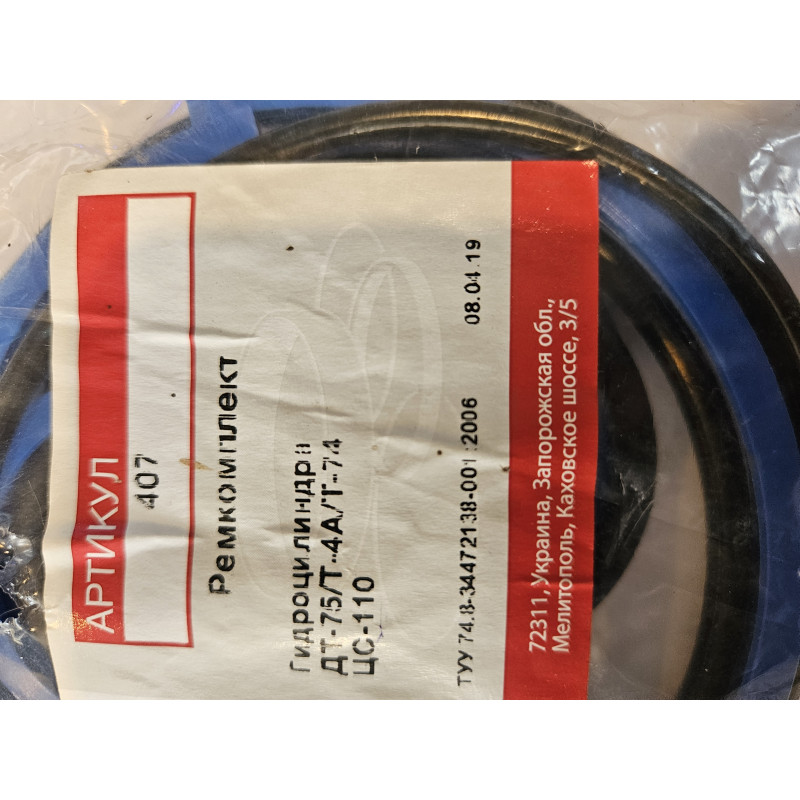 АРТИКУЛ
407
Ремкомплект
Гидроцилиндра
ДТ-75/Т-4А/Т-74
ЦС-110
ТУУ 74.8-34472138-001:2006
08.04.19
72311, Украина, Запорожская обл.,
Мелитополь, Каховское шоссе, 3/5